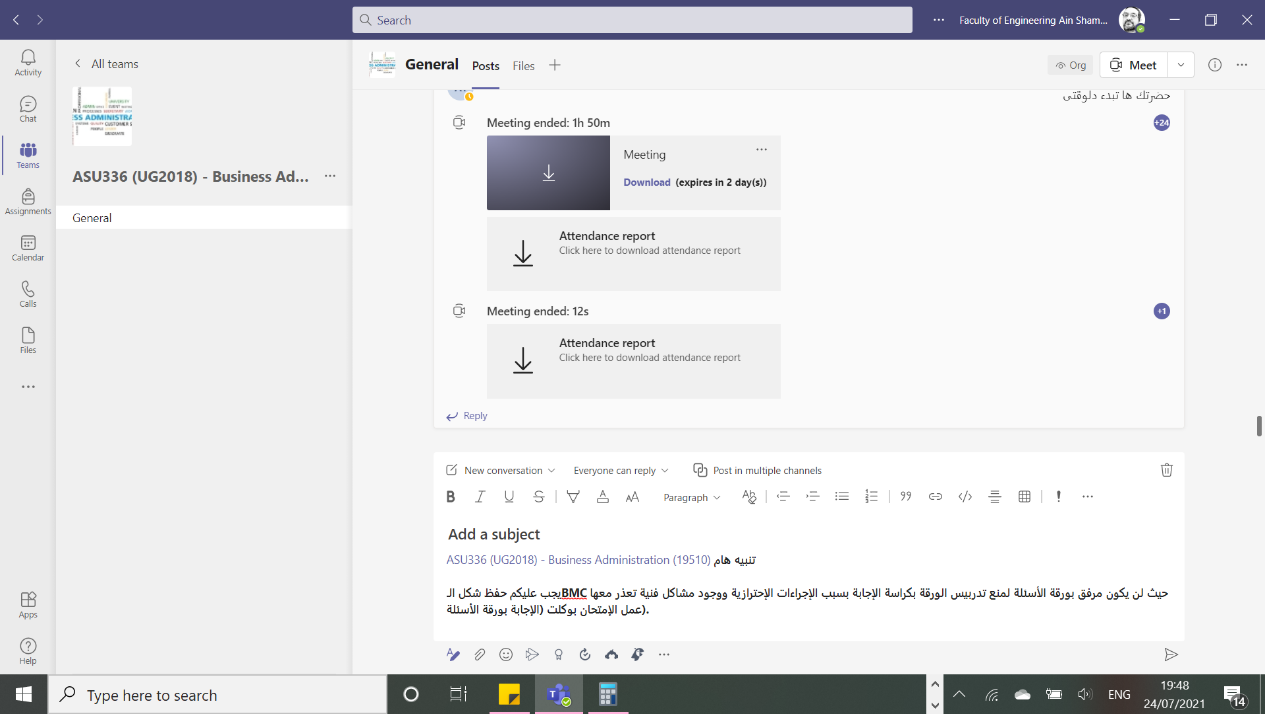 Search
Faculty of Engineering Ain Sham...
Activity
Chat
Teams
Assignments
Calendar
Calls
Files
Apps
Help
All teams
ASU336 (UG2018) - Business Ad...
General
General
Posts
Files
Org
Meet
حضرتك ها تبدء دلوقتى
Meeting ended: 1h 50m
+24
Meeting
Download (expires in 2 day(s))
Attendance report
Click here to download attendance report
Meeting ended: 12s
+1
Attendance report
Click here to download attendance report
Reply
New conversation
Everyone can reply
Post in multiple channels
Paragraph
Add a subject
ASU336 (UG2018) - Business Administration (19510) تنبيه هام
يجب عليكم حفظ شكل الـ BMC حيث لن يكون مرفق بورقة الأسئلة لمنع تدربيس الورقة بكراسة الإجابة بسبب الإجراءات الإحترازية ووجود مشاكل فنية تعذر معها
عمل الإمتحان بوكلت (الإجابة بورقة الأسئلة).
Type here to search
ENG
19:48
24/07/2021
14